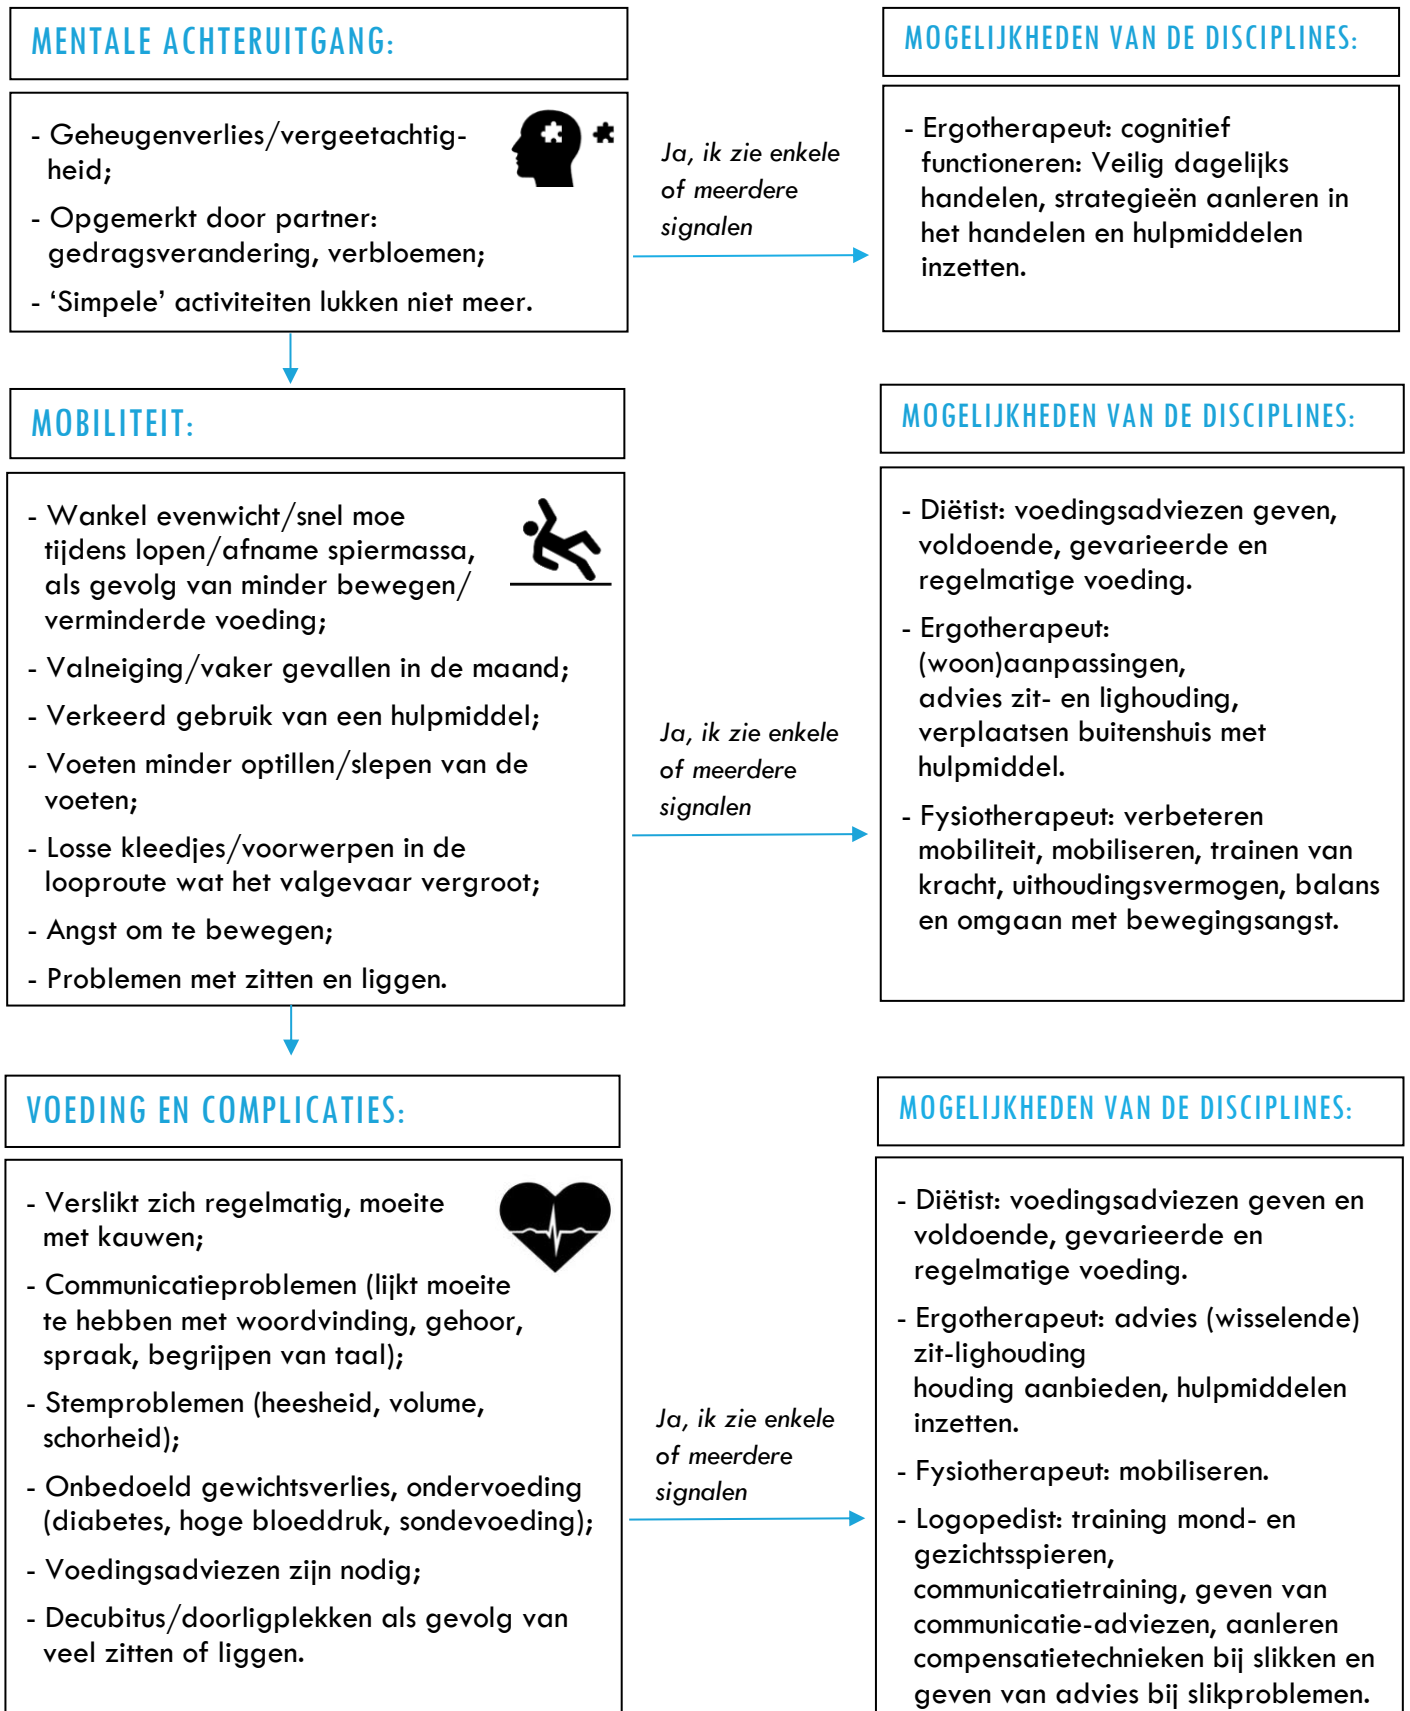 MENTALE ACHTERUITGANG:
- Geheugenverlies/vergeetachtig-
heid;
- Opgemerkt door partner:
gedragsverandering, verbloemen;
- ‘Simpele’ activiteiten lukken niet meer.
Ja, ik zie enkele
of meerdere
signalen
MOGELIJKHEDEN VAN DE DISCIPLINES:
- Ergotherapeut: cognitief
functioneren: Veilig dagelijks
handelen, strategieën aanleren in
het handelen en hulpmiddelen
inzetten.
MOBILITEIT:
- Wankel evenwicht/snel moe
tijdens lopen/afname spiermassa,
als gevolg van minder bewegen/
verminderde voeding;
- Valneiging/vaker gevallen in de maand;
- Verkeerd gebruik van een hulpmiddel;
- Voeten minder optillen/slepen van de
voeten;
- Losse kleedjes/voorwerpen in de
looproute wat het valgevaar vergroot;
- Angst om te bewegen;
- Problemen met zitten en liggen.
Ja, ik zie enkele
of meerdere
signalen
MOGELIJKHEDEN VAN DE DISCIPLINES:
- Diëtist: voedingsadviezen geven,
voldoende, gevarieerde en
regelmatige voeding.
- Ergotherapeut:
(woon)aanpassingen,
advies zit- en lighouding,
verplaatsen buitenshuis met
hulpmiddel.
- Fysiotherapeut: verbeteren
mobiliteit, mobiliseren, trainen van
kracht, uithoudingsvermogen, balans
en omgaan met bewegingsangst.
VOEDING EN COMPLICATIES:
- Verslikt zich regelmatig, moeite
met kauwen;
- Communicatieproblemen (lijkt moeite
te hebben met woordvinding, gehoor,
spraak, begrijpen van taal);
- Stemproblemen (heesheid, volume,
schorheid);
- Onbedoeld gewichtsverlies, ondervoeding
(diabetes, hoge bloeddruk, sondevoeding);
- Voedingsadviezen zijn nodig;
- Decubitus/doorligplekken als gevolg van
veel zitten of liggen.
Ja, ik zie enkele
of meerdere
signalen
MOGELIJKHEDEN VAN DE DISCIPLINES:
- Diëtist: voedingsadviezen geven en
voldoende, gevarieerde en
regelmatige voeding.
- Ergotherapeut: advies (wisselende)
zit-lighouding
houding aanbieden, hulpmiddelen
inzetten.
- Fysiotherapeut: mobiliseren.
- Logopedist: training mond- en
gezichtsspieren,
communicatietraining, geven van
communicatie-adviezen, aanleren
compensatietechnieken bij slikken en
geven van advies bij slikproblemen.